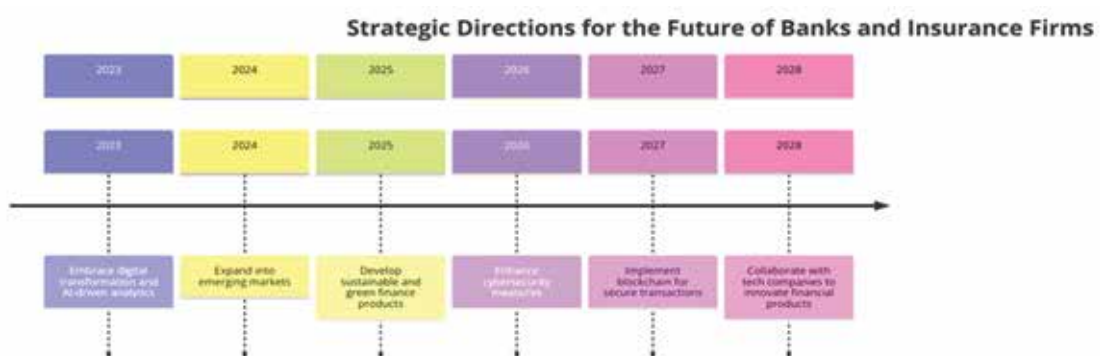 Strategic Directions for the Future of Banks and Insurance Firms
2023 2024 2025 2026 2027 2028
2023 2024 2025 2026 2027 2028
Embrace digital
transformation and
AI-driven analytics
Expand into
emerging markets
Develop
sustainable and
green finance
products
Enhance
cybersecurity
measures
Implement
blockchain for
secure transactions
Collaborate with
tech companies to
innovate financial
products